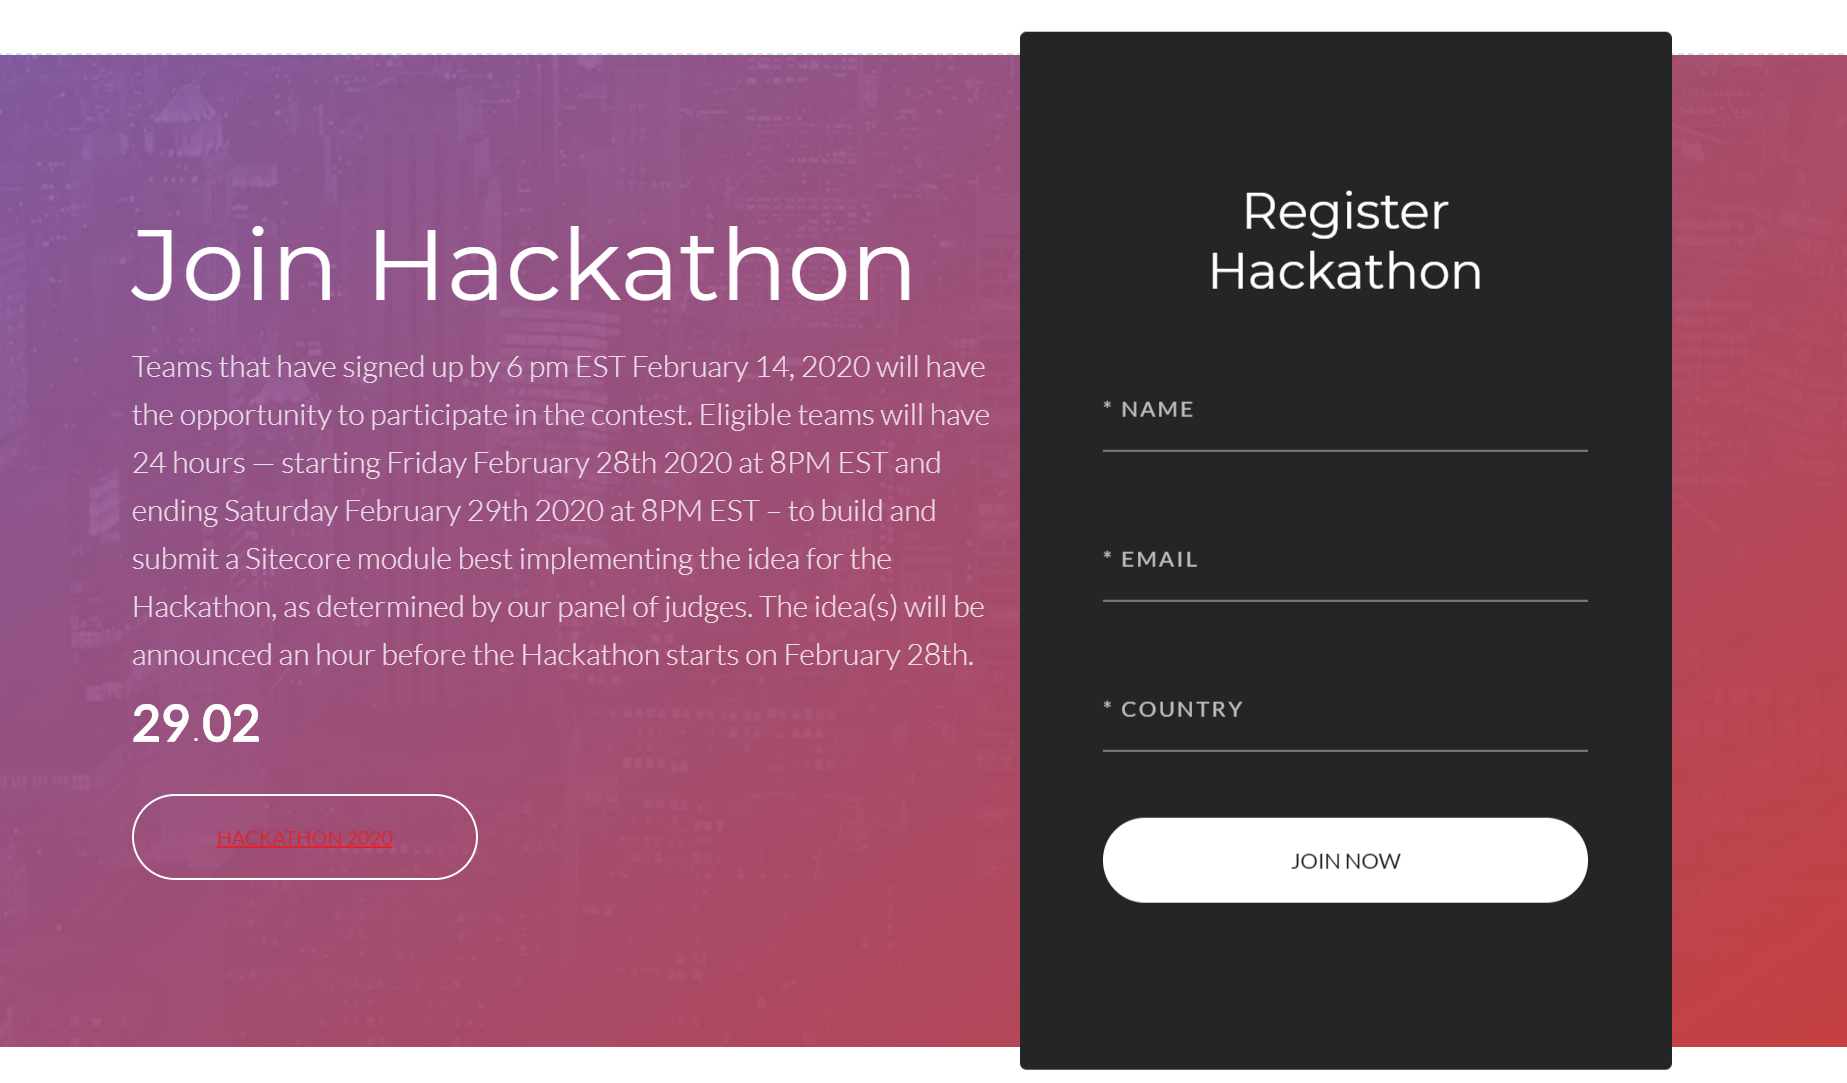 Join Hackathon
Teams that have signed up by 6 pm EST February 14, 2020 will have
the opportunity to participate in the contest. Eligible teams will have
24 hours — starting Friday February 28th 2020 at 8PM EST and
ending Saturday February 29th 2020 at 8PM EST – to build and
submit a Sitecore module best implementing the idea for the
Hackathon, as determined by our panel of judges. The idea(s) will be
announced an hour before the Hackathon starts on February 28th.
29.02
HACKATHON 2020
Register
Hackathon
* NAME
* EMAIL
* COUNTRY
JOIN NOW